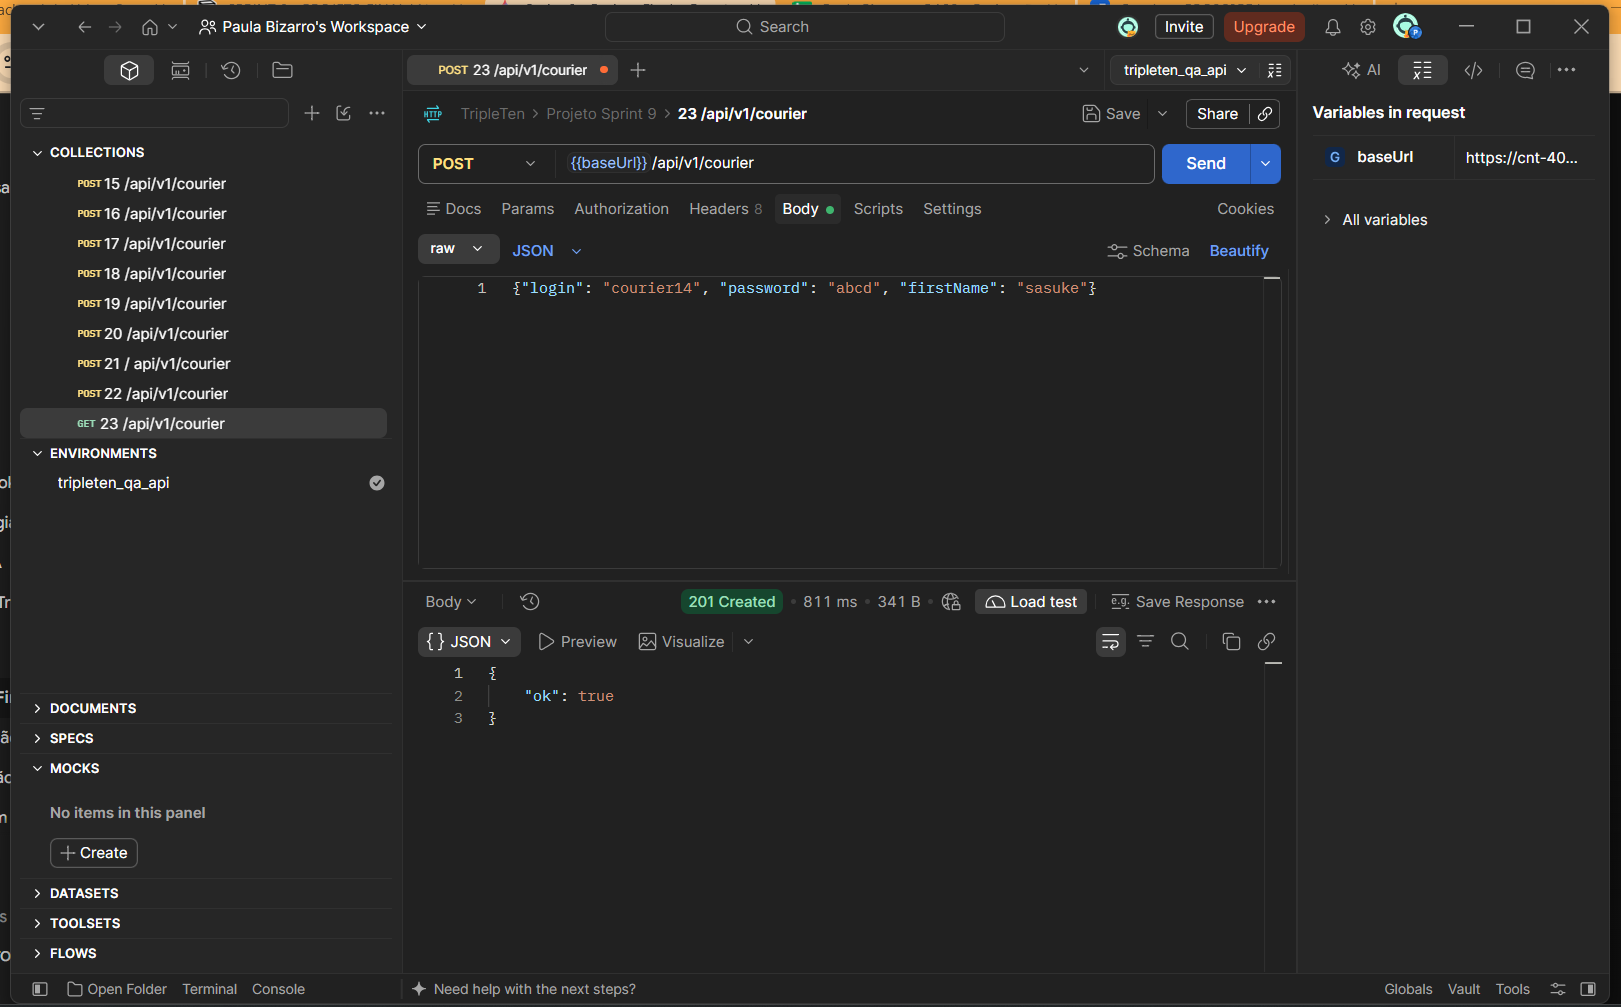 Paula Bizarro's Workspace
Search
Invite
Upgrade
POST 23 /api/v1/courier
tripleten_qa_api
AI
TripleTen > Projeto Sprint 9 > 23 /api/v1/courier
Save
Share
Variables in request
COLLECTIONS
POST 15 /api/v1/courier
POST 16 /api/v1/courier
POST 17 /api/v1/courier
POST 18 /api/v1/courier
POST 19 /api/v1/courier
POST 20 /api/v1/courier
POST 21 / api/v1/courier
POST 22 /api/v1/courier
GET 23 /api/v1/courier
ENVIRONMENTS
tripleten_qa_api
HTTP
POST
{{baseUrl}} /api/v1/courier
Send
Docs
Params
Authorization
Headers 8
Body
Scripts
Settings
Cookies
raw
JSON
Schema
Beautify
1 {"login": "courier14", "password": "abcd", "firstName": "sasuke"}
G baseUrl https://cnt-40...
All variables
Body
201 Created
811 ms
341 B
Load test
e.g. Save Response
{} JSON
Preview
Visualize
1 {
2 "ok": true
3 }
DOCUMENTS
SPECS
MOCKS
No items in this panel
Create
DATASETS
TOOLSETS
FLOWS
Open Folder
Terminal
Console
Need help with the next steps?
Globals
Vault
Tools